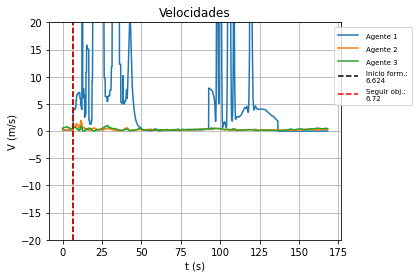 Velocidades
20
15
10
5
0
−5
−10
−15
−20
V (m/s)
0
25
50
75
100
125
150
175
t (s)
Agente 1
Agente 2
Agente 3
Inicio form.:
6.624
Seguir obj.:
6.72